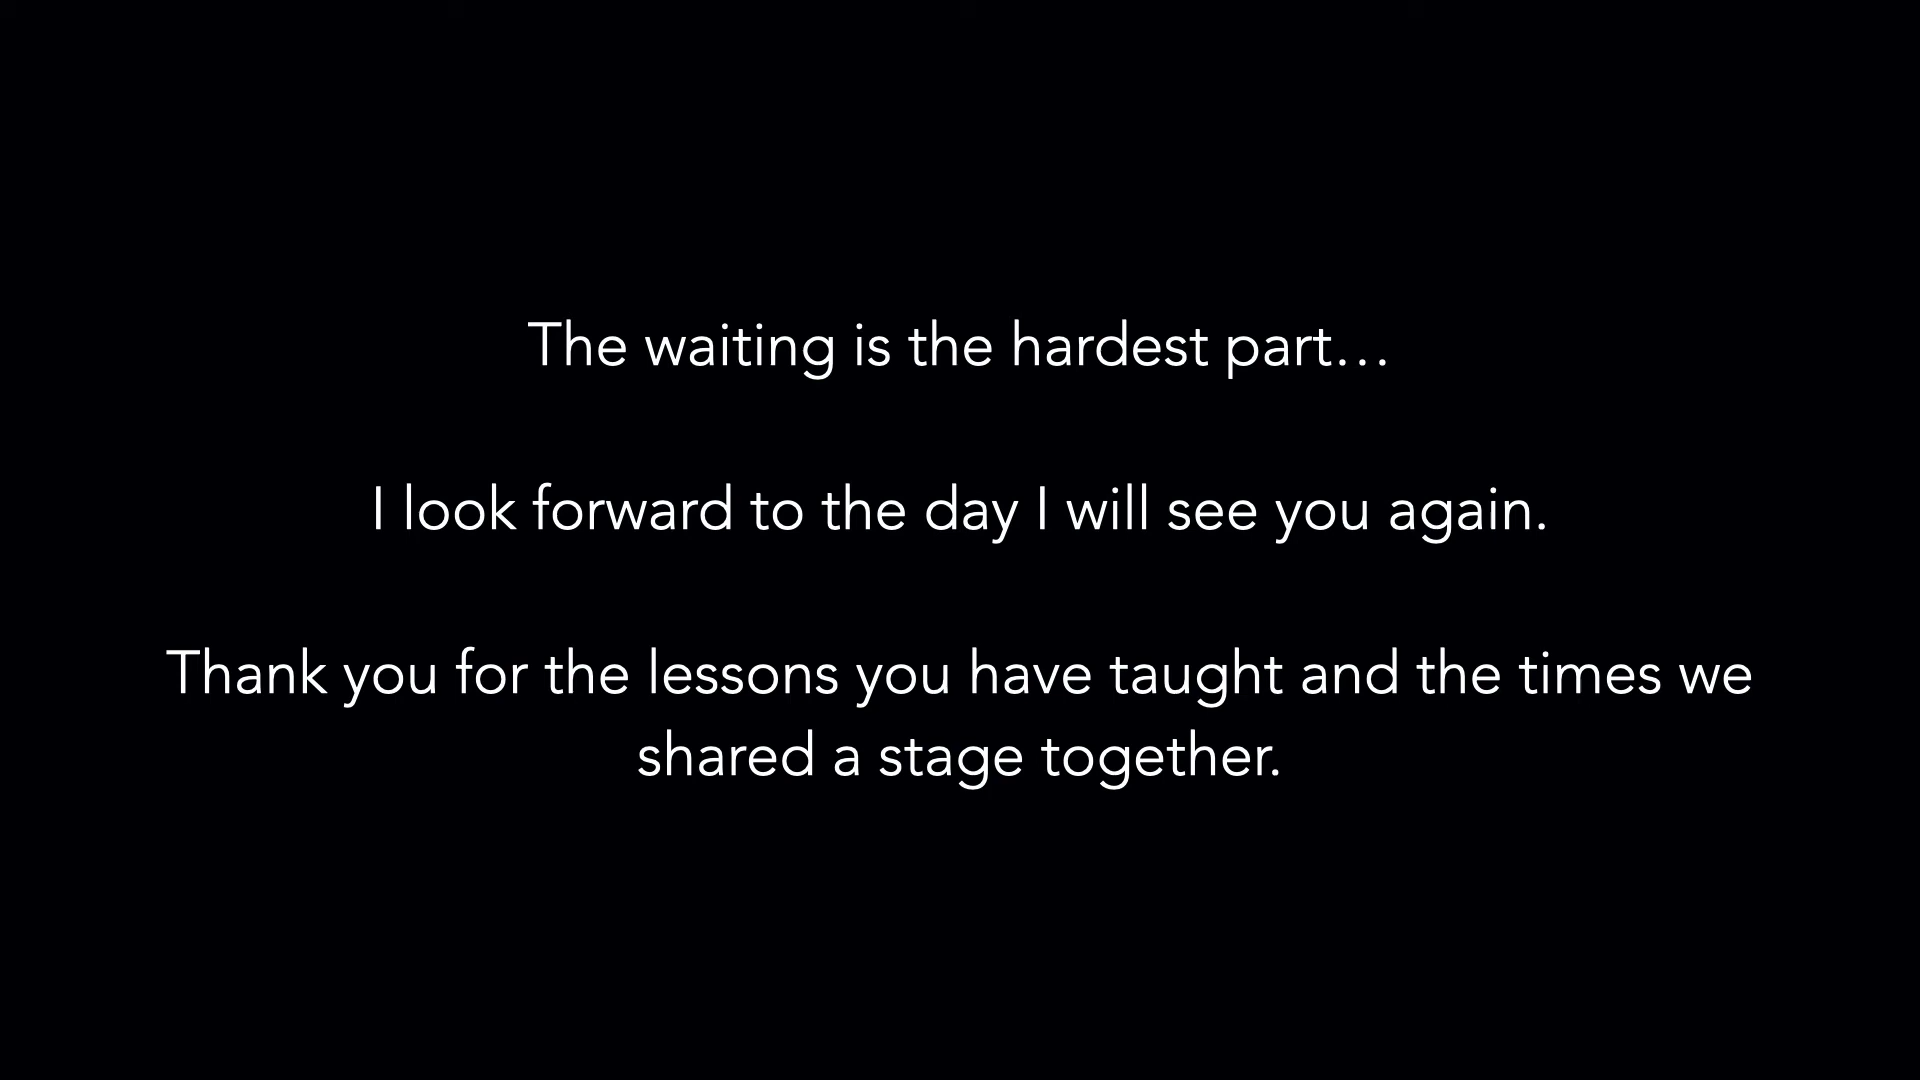 The waiting is the hardest part…
I look forward to the day I will see you again.
Thank you for the lessons you have taught and the times we
shared a stage together.